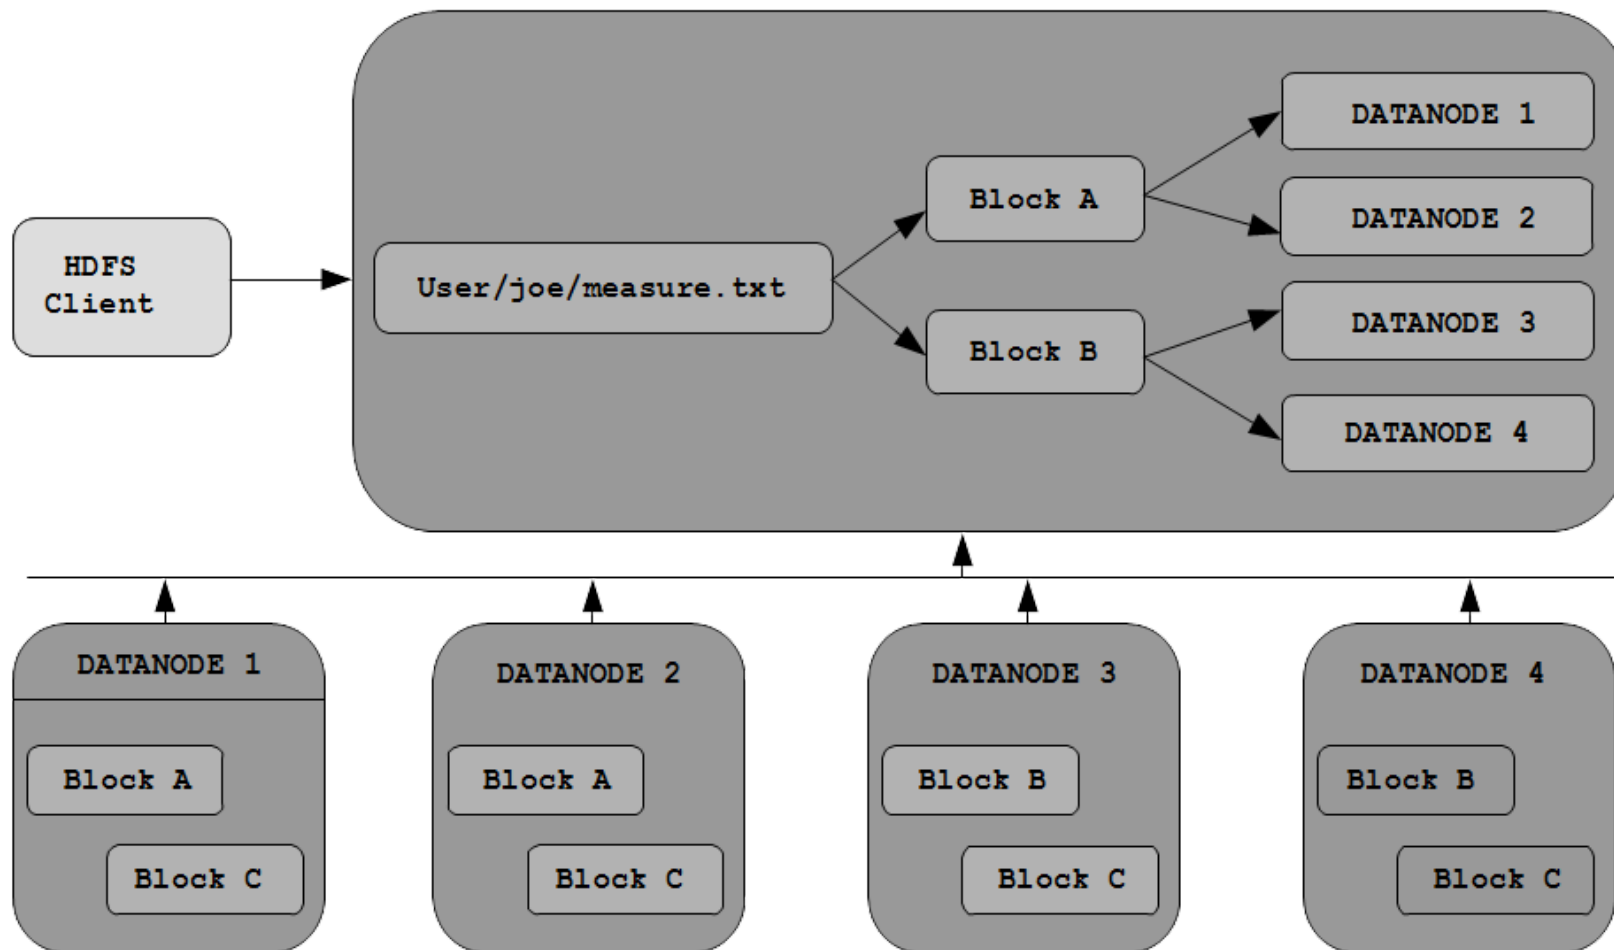 DATANODE 1
Block A
DATANODE 2
HDFS
Client
User/joe/measure.txt
DATANODE 3
Block B
DATANODE 4
DATANODE 1
DATANODE 2
DATANODE 3
DATANODE 4
Block A
Block A
Block B
Block B
Block C
Block C
Block C
Block C